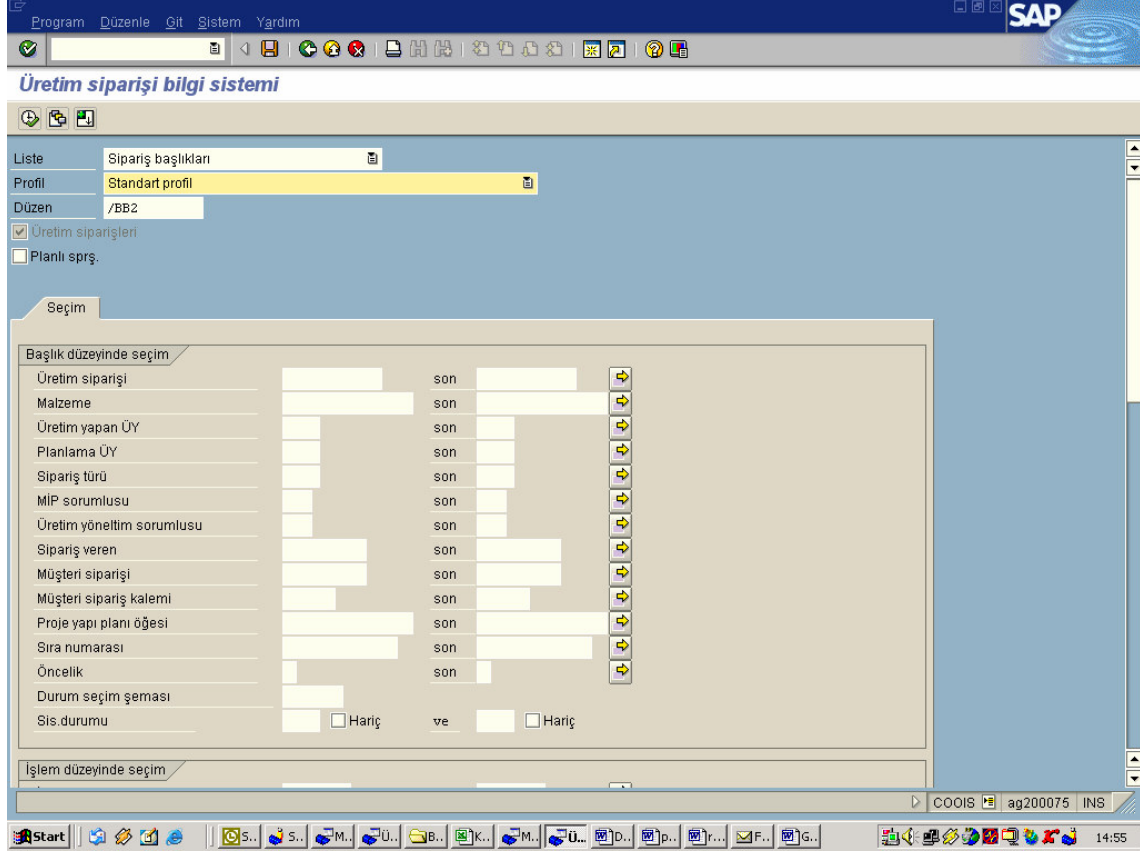 Program Düzenle Git Sistem Yardım
SAP
Üretim siparişi bilgi sistemi
Liste Sipariş başlıkları
Profil Standart profil
Düzen /BB2
Üretim siparişleri
Planlı sprş.
Seçim
Başlık düzeyinde seçim
Üretim siparişi son
Malzeme son
Üretim yapan ÜY son
Planlama ÜY son
Sipariş türü son
MİP sorumlusu son
Üretim yöneltim sorumlusu son
Sipariş veren son
Müşteri siparişi son
Müşteri sipariş kalemi son
Proje yapı planı öğesi son
Sıra numarası son
Öncelik son
Durum seçim şeması
Sis.durumu Hariç ve Hariç
İşlem düzeyinde seçim
COOIS ag200075 INS
Start S.. S.. M.. Ü.. B.. K.. M.. Ü... D.. p.. r... F.. G.. 14:55